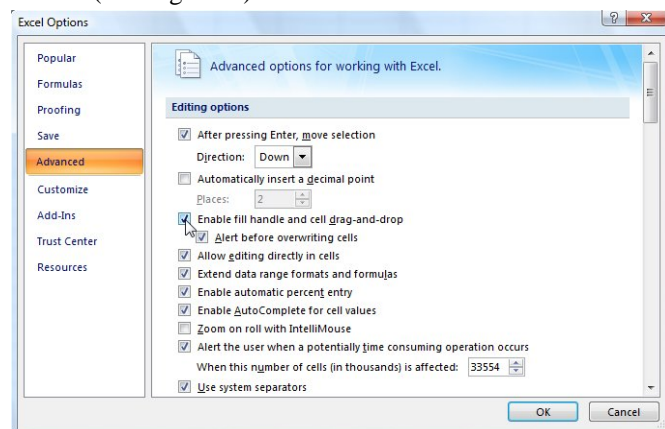 Excel Options
Popular
Formulas
Proofing
Save
Advanced
Customize
Add-Ins
Trust Center
Resources
Advanced options for working with Excel.
Editing options
After pressing Enter, move selection
Direction: Down
Automatically insert a decimal point
Places: 2
Enable fill handle and cell drag-and-drop
Alert before overwriting cells
Allow editing directly in cells
Extend data range formats and formulas
Enable automatic percent entry
Enable AutoComplete for cell values
Zoom on roll with IntelliMouse
Alert the user when a potentially time consuming operation occurs
When this number of cells (in thousands) is affected: 33554
Use system separators
OK Cancel